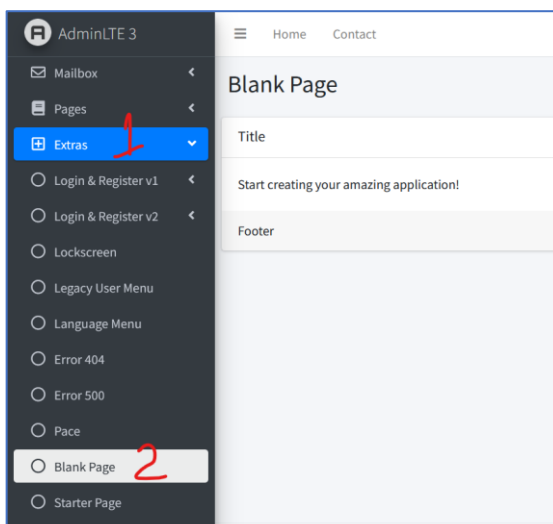 AdminLTE 3
Home Contact
Mailbox
Pages
Extras 1
Login & Register v1
Login & Register v2
Lockscreen
Legacy User Menu
Language Menu
Error 404
Error 500
Pace
Blank Page 2
Starter Page
Blank Page
Title
Start creating your amazing application!
Footer